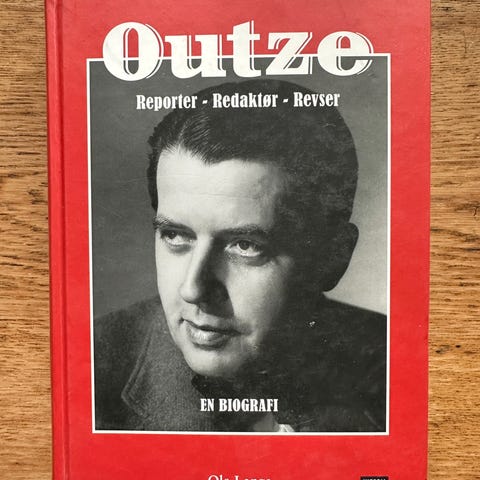 Outze
Reporter - Redaktør - Revser
EN BIOGRAFI